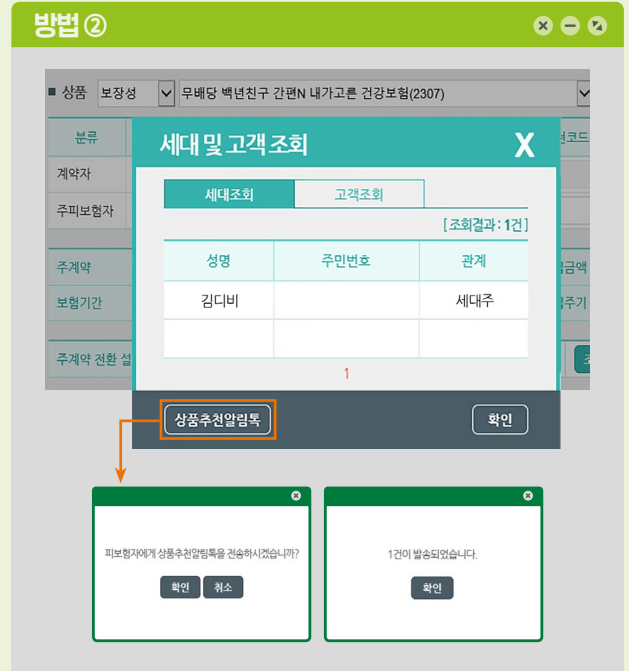 방법 ②
상품 보장성 무배당 백년친구 간편N 내가고른 건강보험(2307)
분류
계약자
주피보험자
주계약
보험기간
주계약 전환 설
세대 및 고객 조회 X
세대조회 고객조회
[조회결과 : 1건]
성명 주민번호 관계
김디비 세대주
1
상품추천알림톡 확인
피보험자에게 상품추천알림톡을 전송하시겠습니까?
확인 취소
1건이 발송되었습니다.
확인